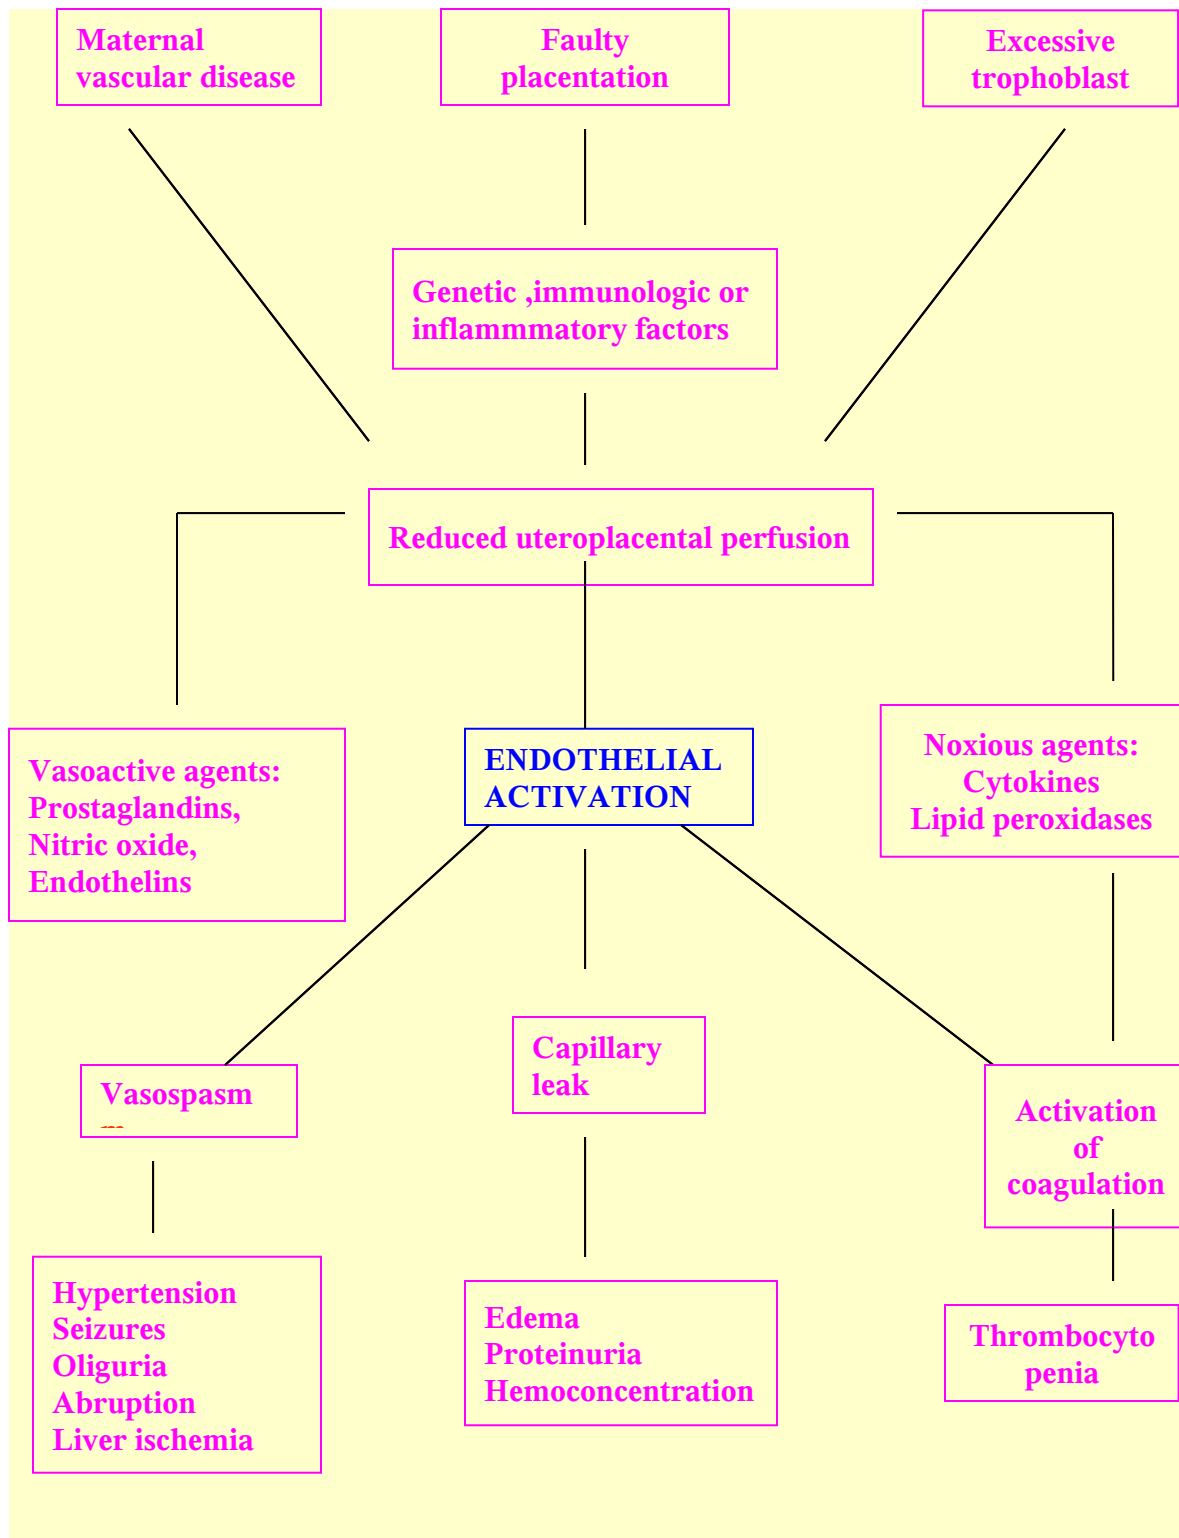 Maternal
vascular disease
Faulty
placentation
Excessive
trophoblast
Genetic ,immunologic or
inflammmatory factors
Reduced uteroplacental perfusion
Vasoactive agents:
Prostaglandins,
Nitric oxide,
Endothelins
ENDOTHELIAL
ACTIVATION
Noxious agents:
Cytokines
Lipid peroxidases
Vasospasm
Capillary
leak
Activation
of
coagulation
Hypertension
Seizures
Oliguria
Abruption
Liver ischemia
Edema
Proteinuria
Hemoconcentration
Thrombocyto
penia